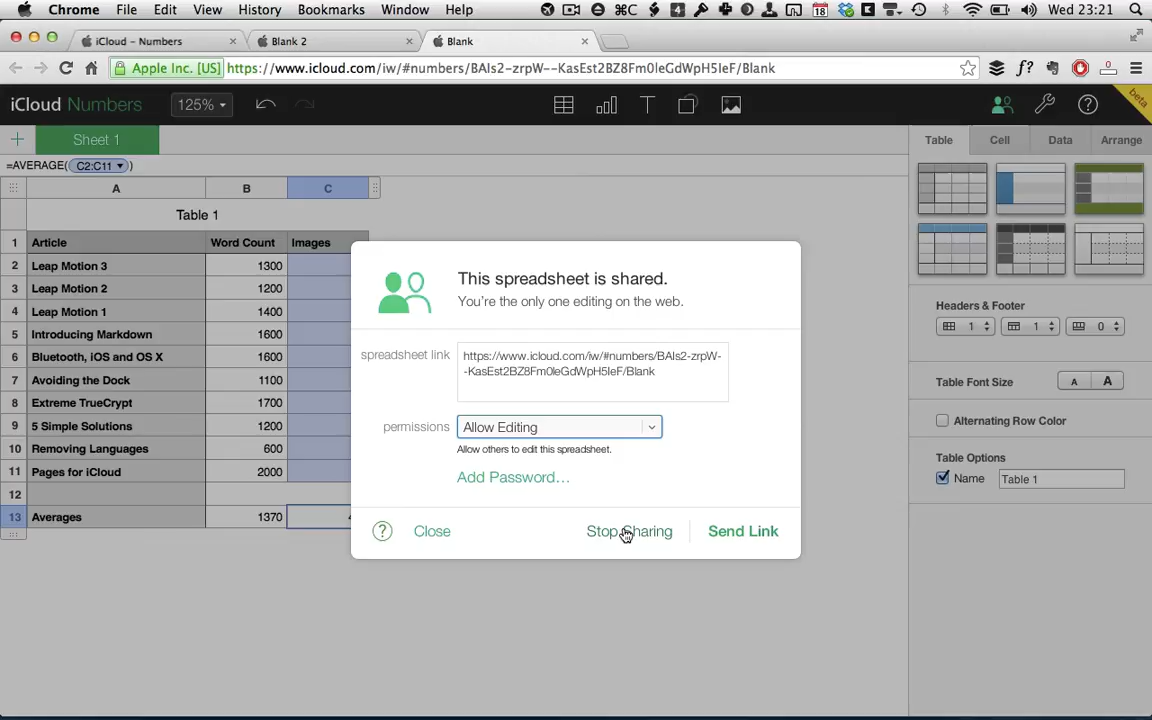 Chrome File Edit View History Bookmarks Window Help Wed 23:21
iCloud – Numbers Blank 2 Blank
Apple Inc. [US] https://www.icloud.com/iw/#numbers/BAIs2-zrpW--KasEst2BZ8Fm0leGdWpH5IeF/Blank
iCloud Numbers 125% beta
Sheet 1 Table Cell Data Arrange
=AVERAGE( C2:C11 )
A B C
Table 1
1 Article Word Count Images
2 Leap Motion 3 1300
3 Leap Motion 2 1200
4 Leap Motion 1 1400
5 Introducing Markdown 1600
6 Bluetooth, iOS and OS X 1600
7 Avoiding the Dock 1100
8 Extreme TrueCrypt 1700
9 5 Simple Solutions 1200
10 Removing Languages 600
11 Pages for iCloud 2000
12
13 Averages 1370
This spreadsheet is shared.
You're the only one editing on the web.
spreadsheet link https://www.icloud.com/iw/#numbers/BAIs2-zrpW-
-KasEst2BZ8Fm0leGdWpH5IeF/Blank
permissions Allow Editing
Allow others to edit this spreadsheet.
Add Password...
? Close Stop Sharing Send Link
Headers & Footer
1 1 0
Table Font Size A A
Alternating Row Color
Table Options
Name Table 1